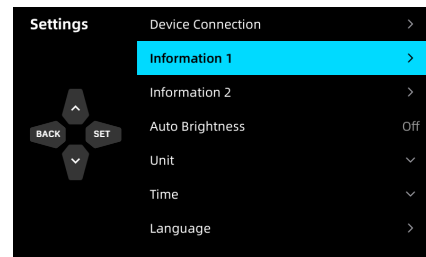 Settings
Device Connection
Information 1
Information 2
BACK
SET
Auto Brightness Off
Unit
Time
Language